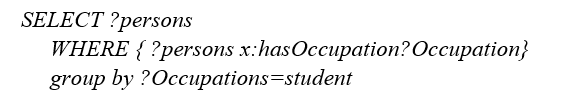 SELECT ?persons
WHERE { ?persons x:hasOccupation?Occupation}
group by ?Occupations=student